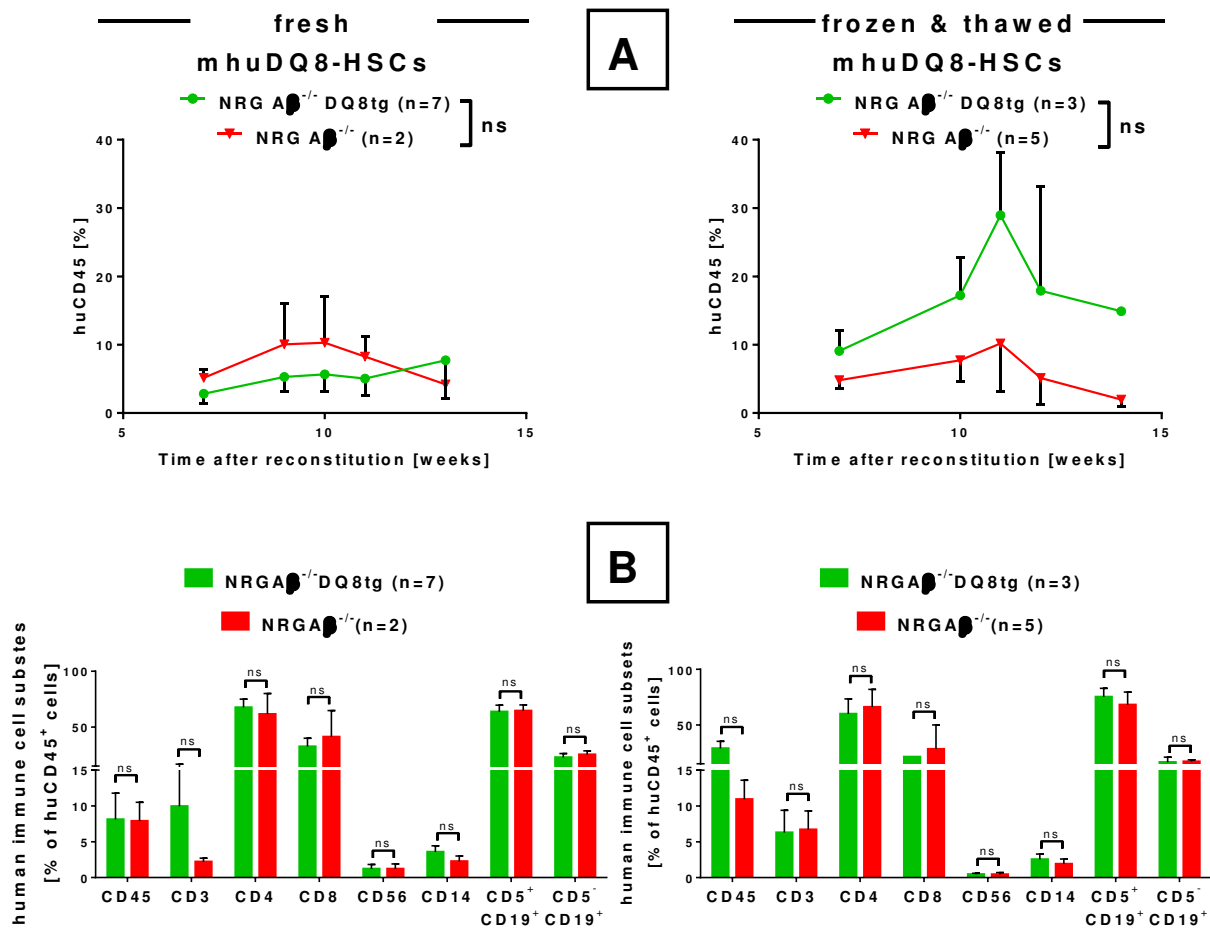 fresh
mhuDQ8-HSCs
NRG Aβ-/- DQ8tg (n=7)
NRG Aβ-/- (n=2)
ns
40
30
20
10
0
huCD45 [%]
5
10
15
Time after reconstitution [weeks]
A
frozen & thawed
mhuDQ8-HSCs
NRG Aβ-/- DQ8tg (n=3)
NRG Aβ-/- (n=5)
ns
40
30
20
10
0
huCD45 [%]
5
10
15
Time after reconstitution [weeks]
B
NRGAβ-/-DQ8tg (n=7)
NRGAβ-/-(n=2)
human immune cell substes
[% of huCD45+ cells]
100
50
15
10
5
0
ns
ns
ns
ns
ns
ns
ns
ns
CD45
CD3
CD4
CD8
CD56
CD14
CD5+
CD19+
CD5-
CD19+
NRGAβ-/-DQ8tg (n=3)
NRGAβ-/-(n=5)
human immune cell subsets
[% of huCD45+ cells]
100
50
15
10
5
0
ns
ns
ns
ns
ns
ns
ns
ns
CD45
CD3
CD4
CD8
CD56
CD14
CD5+
CD19+
CD5-
CD19+